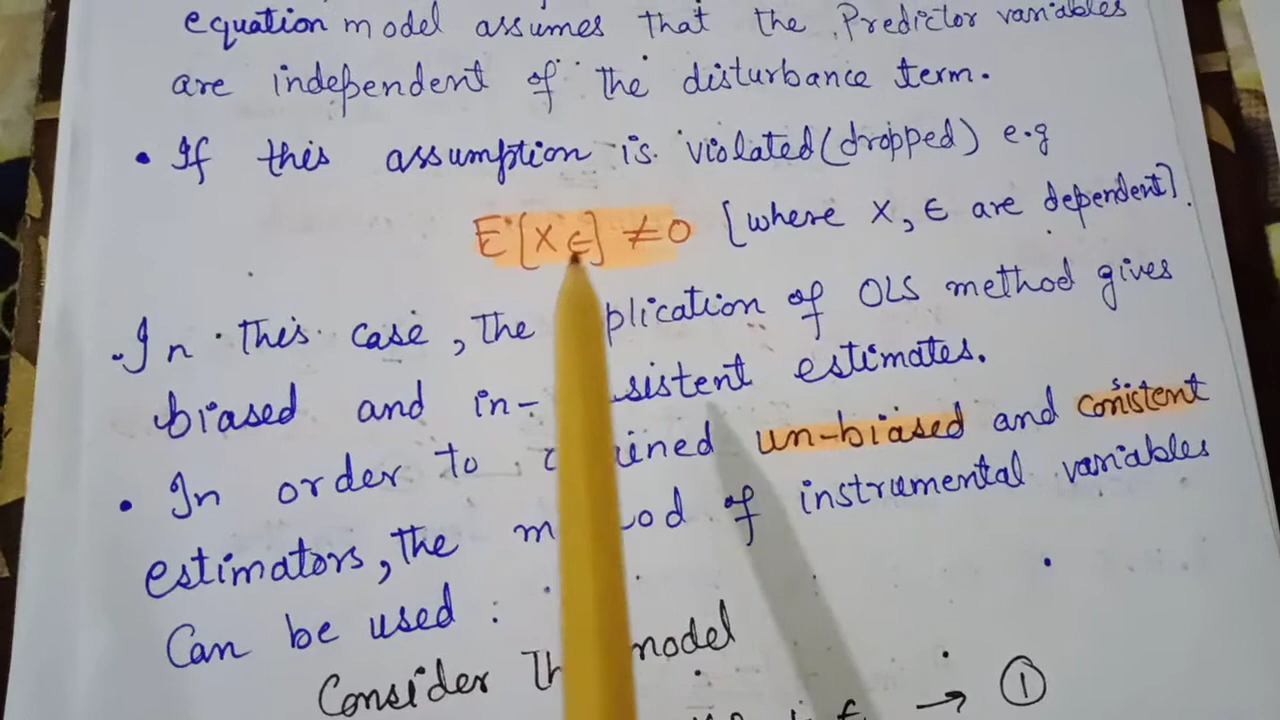 equation model assumes that the Predictor variables
are independent of the disturbance term.
• If this assumption is violated (dropped) e.g
E[X ϵ] ≠ 0 [where X, ϵ are dependent].
• In this case, the plication of OLS method gives
biased and in- sistent estimates.
• In order to ined un-biased and consistent
estimators, the m od of instrumental variables
Can be used :
Consider Th model
→ ①